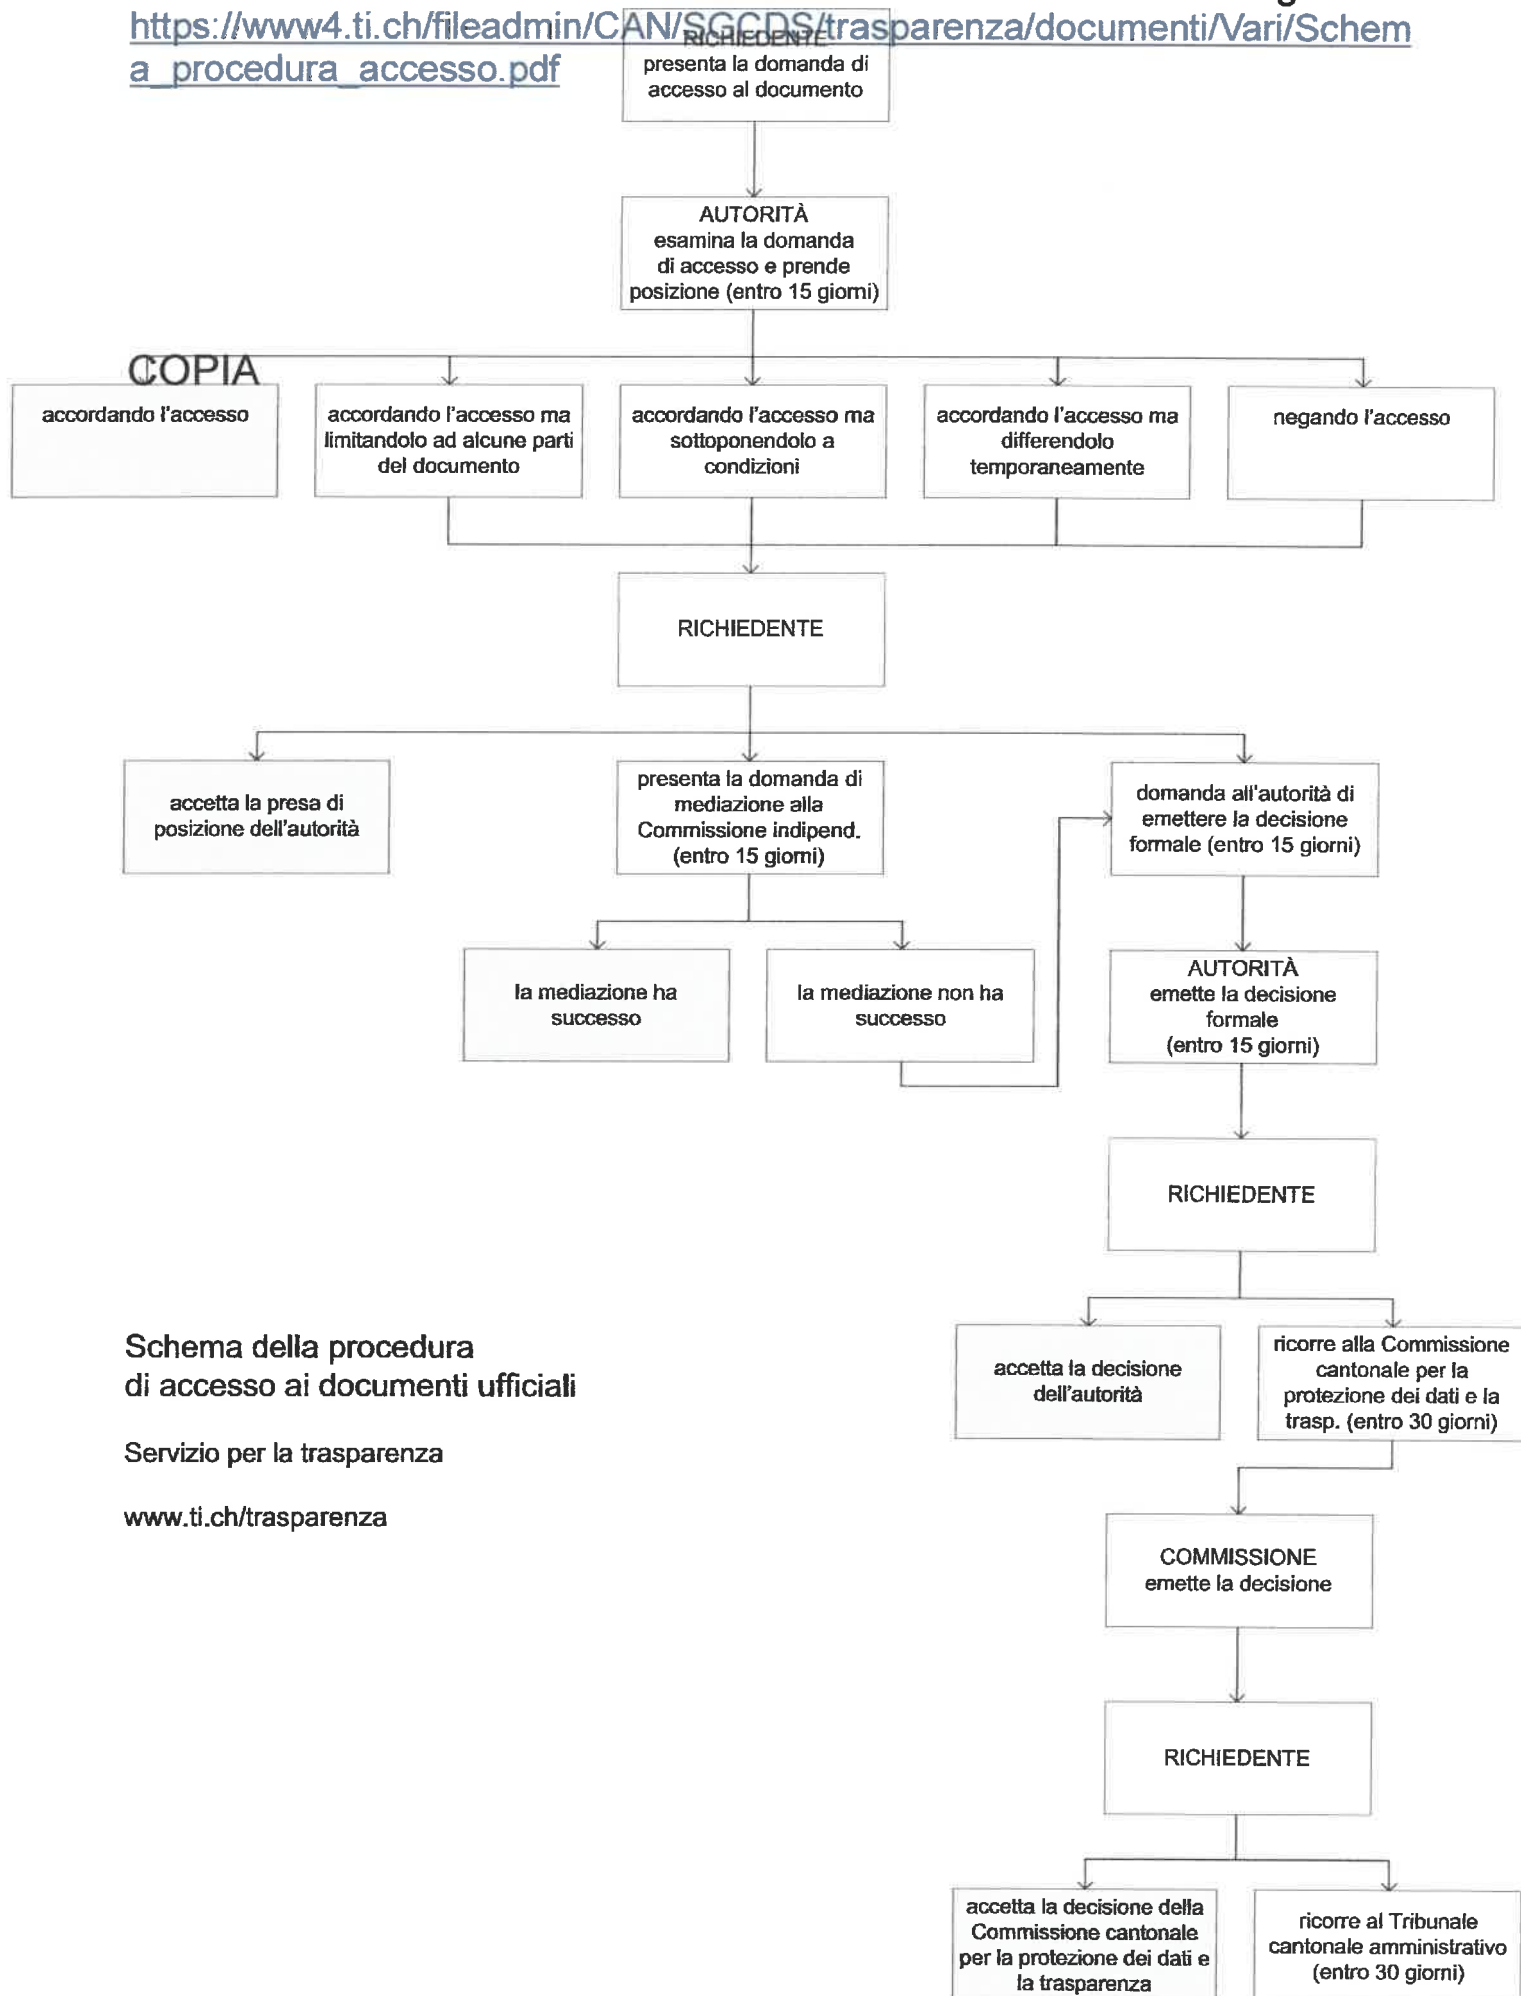 https://www4.ti.ch/fileadmin/CAN/SGCDS/trasparenza/documenti/Vari/Schem
a_procedura_accesso.pdf
RICHIEDENTE
presenta la domanda di
accesso al documento
AUTORITÀ
esamina la domanda
di accesso e prende
posizione (entro 15 giorni)
COPIA
accordando l'accesso
accordando l'accesso ma
limitandolo ad alcune parti
del documento
accordando l'accesso ma
sottoponendolo a
condizioni
accordando l'accesso ma
differendolo
temporaneamente
negando l'accesso
RICHIEDENTE
accetta la presa di
posizione dell'autorità
presenta la domanda di
mediazione alla
Commissione indipend.
(entro 15 giorni)
domanda all'autorità di
emettere la decisione
formale (entro 15 giorni)
la mediazione ha
successo
la mediazione non ha
successo
AUTORITÀ
emette la decisione
formale
(entro 15 giorni)
RICHIEDENTE
accetta la decisione
dell'autorità
ricorre alla Commissione
cantonale per la
protezione dei dati e la
trasp. (entro 30 giorni)
Schema della procedura
di accesso ai documenti ufficiali
Servizio per la trasparenza
www.ti.ch/trasparenza
COMMISSIONE
emette la decisione
RICHIEDENTE
accetta la decisione della
Commissione cantonale
per la protezione dei dati e
la trasparenza
ricorre al Tribunale
cantonale amministrativo
(entro 30 giorni)